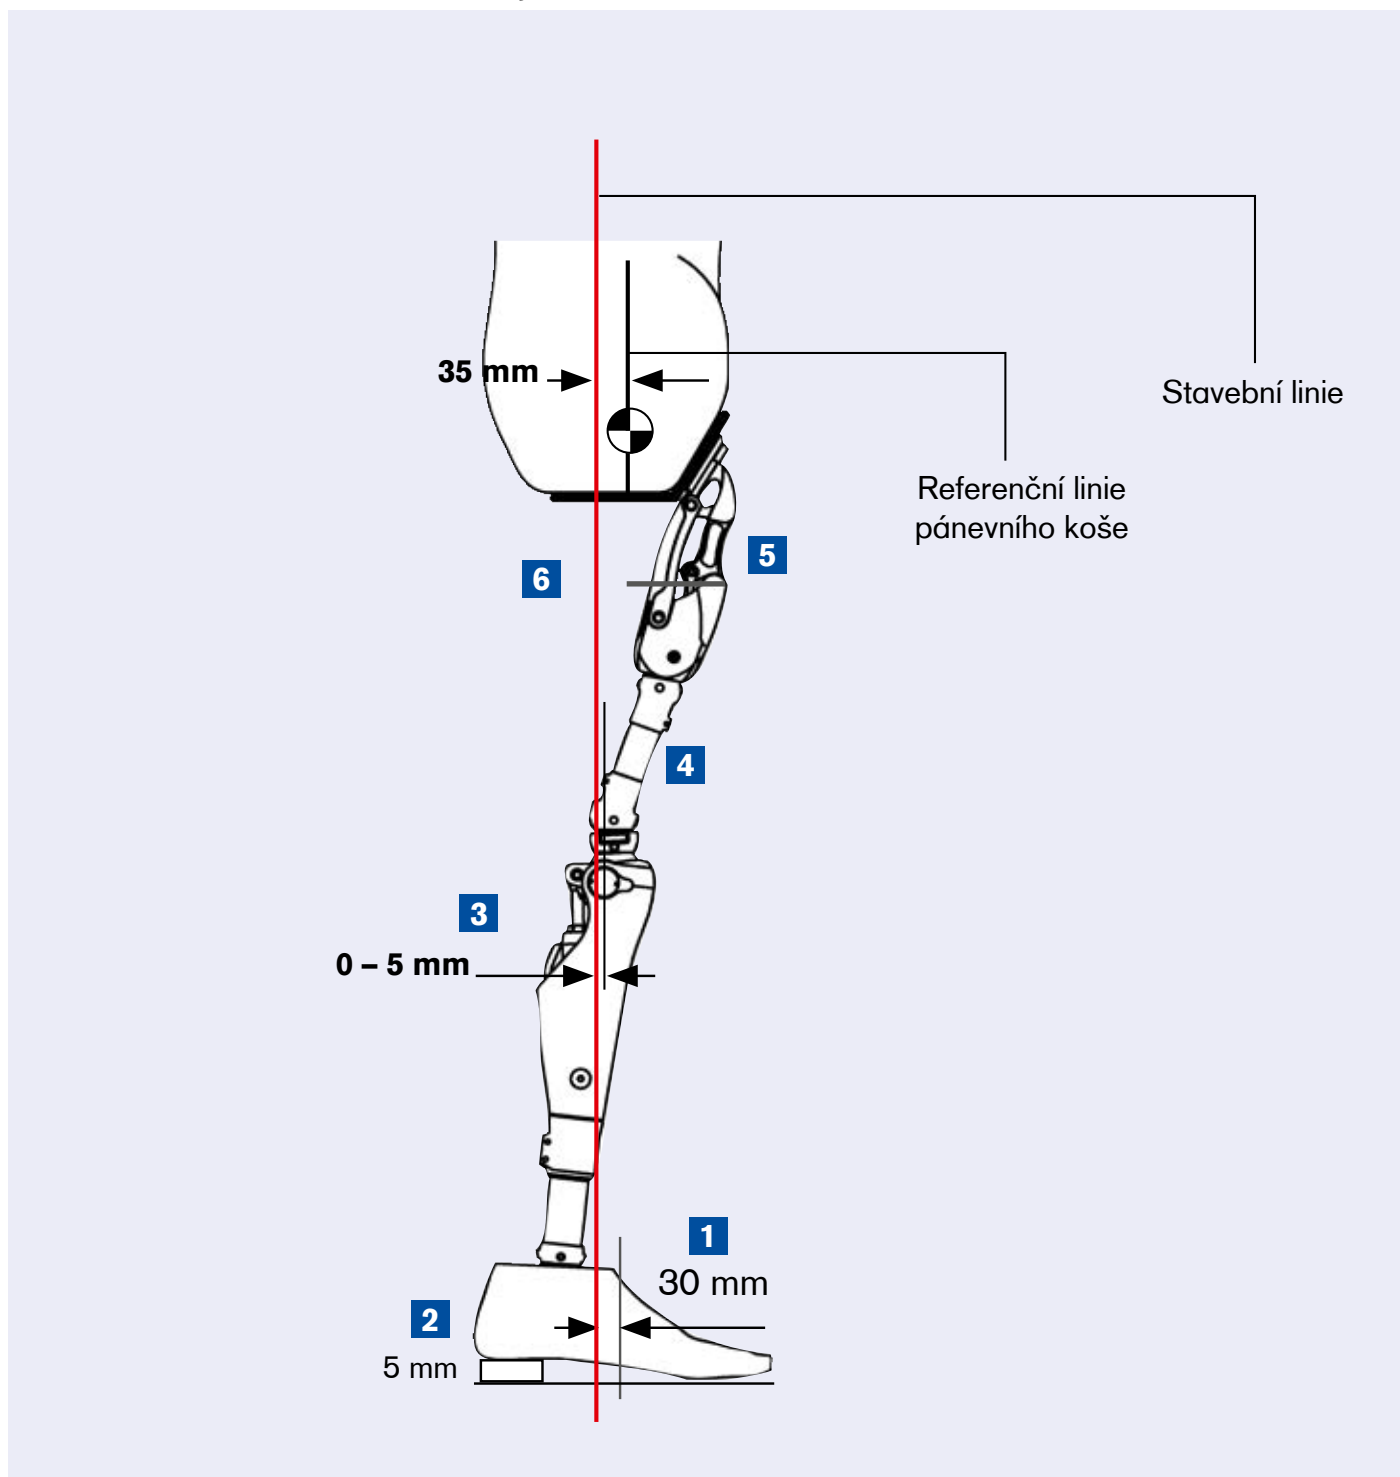 35 mm
Stavební linie
Referenční linie
pánevního koše
5
6
4
3
0 – 5 mm
1
30 mm
2
5 mm